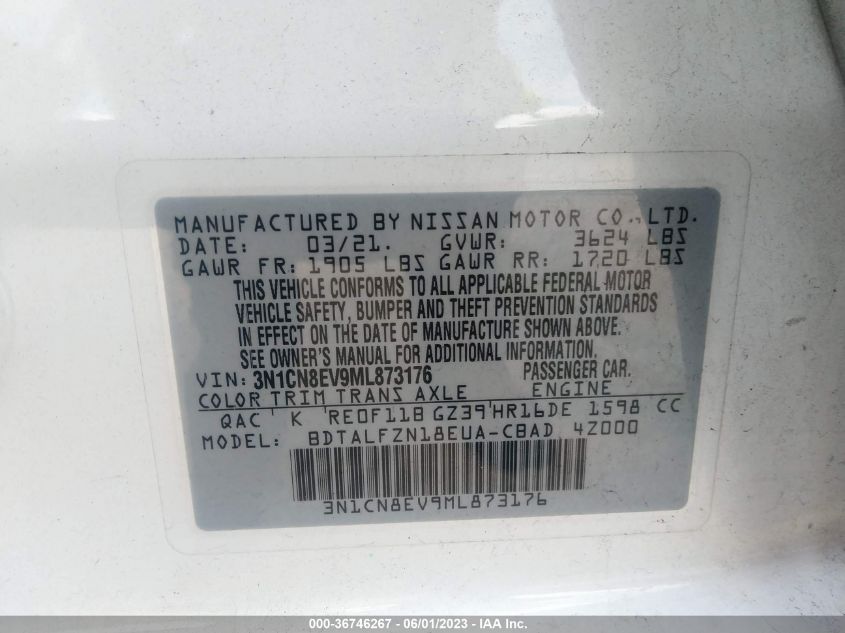 MANUFACTURED BY NISSAN MOTOR CO., LTD.
DATE: 03/21. GVWR: 3624 LBS
GAWR FR: 1905 LBS GAWR RR: 1720 LBS
THIS VEHICLE CONFORMS TO ALL APPLICABLE FEDERAL MOTOR
VEHICLE SAFETY, BUMPER AND THEFT PREVENTION STANDARDS
IN EFFECT ON THE DATE OF MANUFACTURE SHOWN ABOVE.
SEE OWNER'S MANUAL FOR ADDITIONAL INFORMATION.
VIN: 3N1CN8EV9ML873176 PASSENGER CAR.
COLOR TRIM TRANS AXLE ENGINE
QAC K RE0F11B GZ39 HR16DE 1598 CC
MODEL: BDTALFZN18EUA-CBAD 4Z000
3N1CN8EV9ML873176
000-36746267 - 06/01/2023 - IAA Inc.